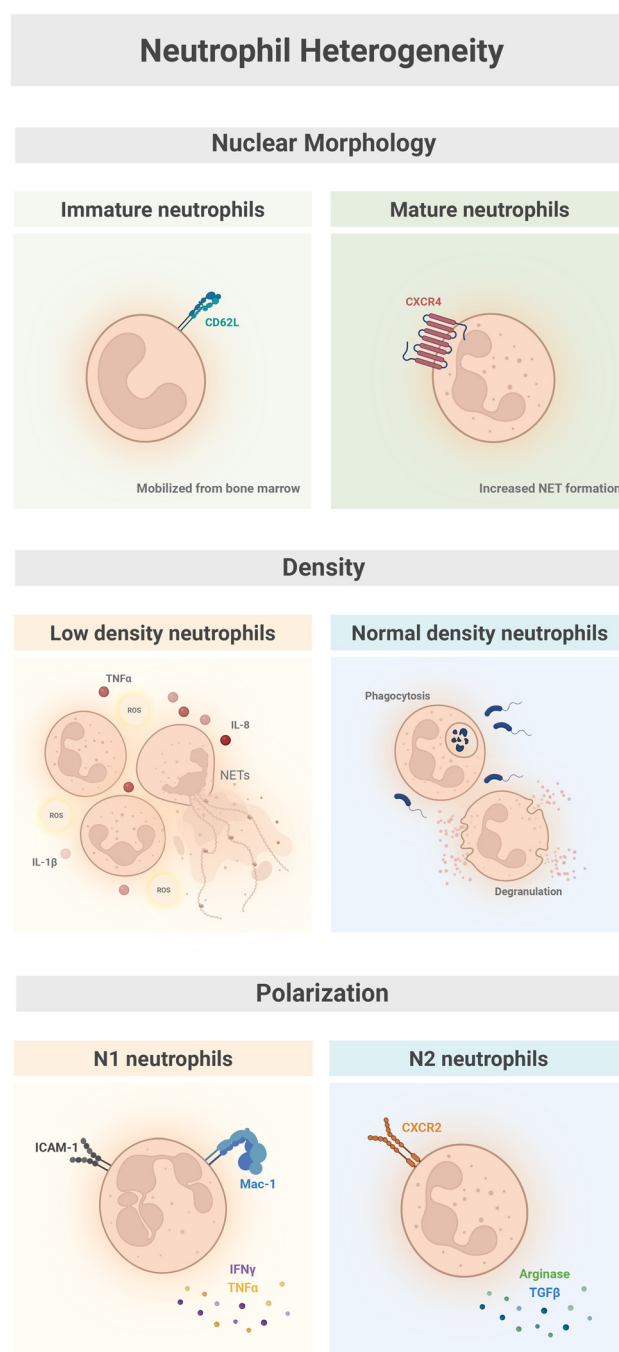 Neutrophil Heterogeneity
Nuclear Morphology
Immature neutrophils
CD62L
Mobilized from bone marrow
Mature neutrophils
CXCR4
Increased NET formation
Density
Low density neutrophils
TNFα
ROS
IL-8
NETs
ROS
IL-1β
ROS
Normal density neutrophils
Phagocytosis
Degranulation
Polarization
N1 neutrophils
ICAM-1
Mac-1
IFNγ
TNFα
N2 neutrophils
CXCR2
Arginase
TGFβ